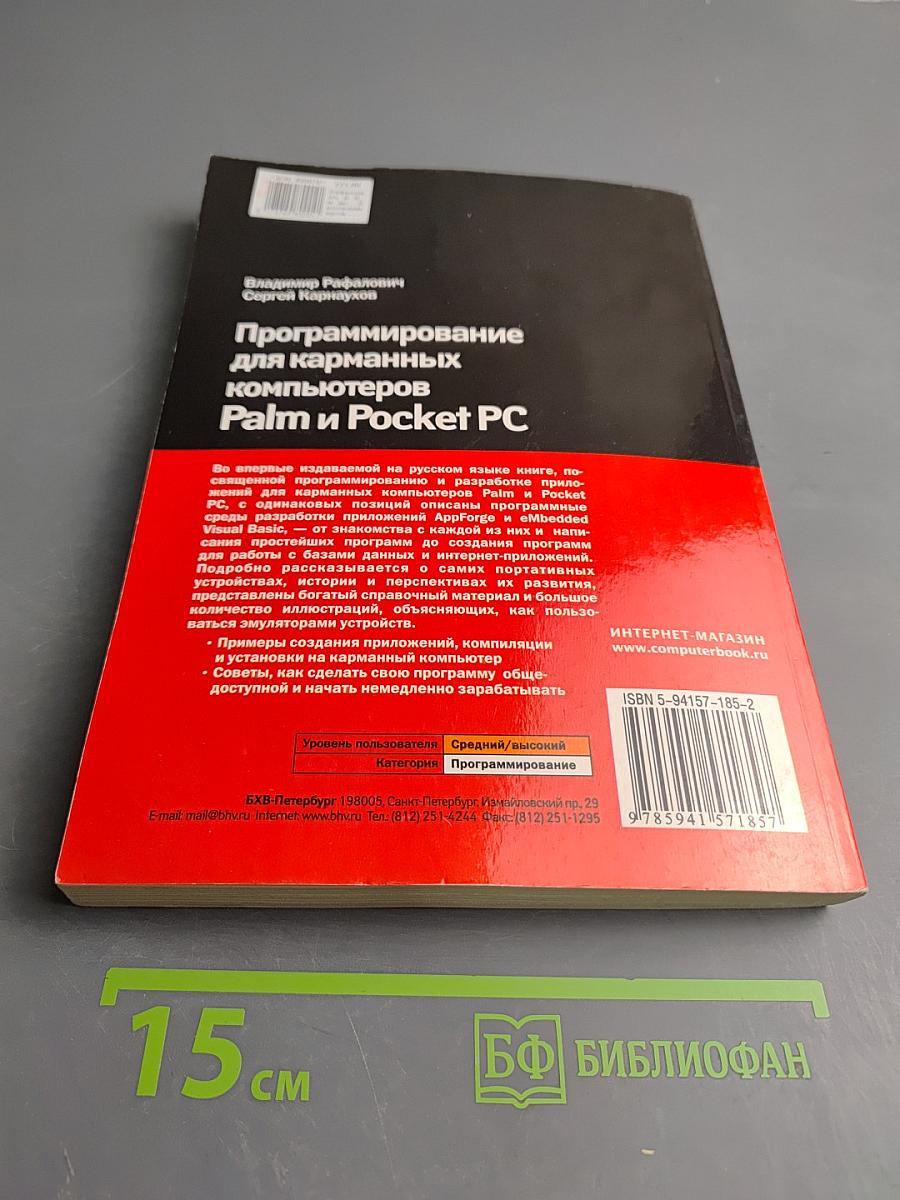 Владимир Рафалович
Сергей Карнаухов
Программирование
для карманных
компьютеров
Palm и Pocket PC
Во впервые издаваемой на русском языке книге, по-
священной программированию и разработке прило-
жений для карманных компьютеров Palm и Pocket
PC, с одинаковых позиций описаны программные
среды разработки приложений AppForge и eMbedded
Visual Basic, — от знакомства с каждой из них и напи-
сания простейших программ до создания программ
для работы с базами данных и интернет-приложений.
Подробно рассказывается о самих портативных
устройствах, истории и перспективах их развития,
представлены богатый справочный материал и большое
количество иллюстраций, объясняющих, как пользо-
ваться эмуляторами устройств.
• Примеры создания приложений, компиляции
и установки на карманный компьютер
• Советы, как сделать свою программу обще-
доступной и начать немедленно зарабатывать
ИНТЕРНЕТ-МАГАЗИН
www.computerbook.ru
ISBN 5-94157-185-2
9 785941 571857
Уровень пользователя Средний/высокий
Категория Программирование
БХВ-Петербург 198005, Санкт-Петербург, Измайловский пр., 29
E-mail: mail@bhv.ru Internet: www.bhv.ru Тел.: (812) 251-4244 Факс: (812) 251-1295
15 см
БФ БИБЛИОФАН